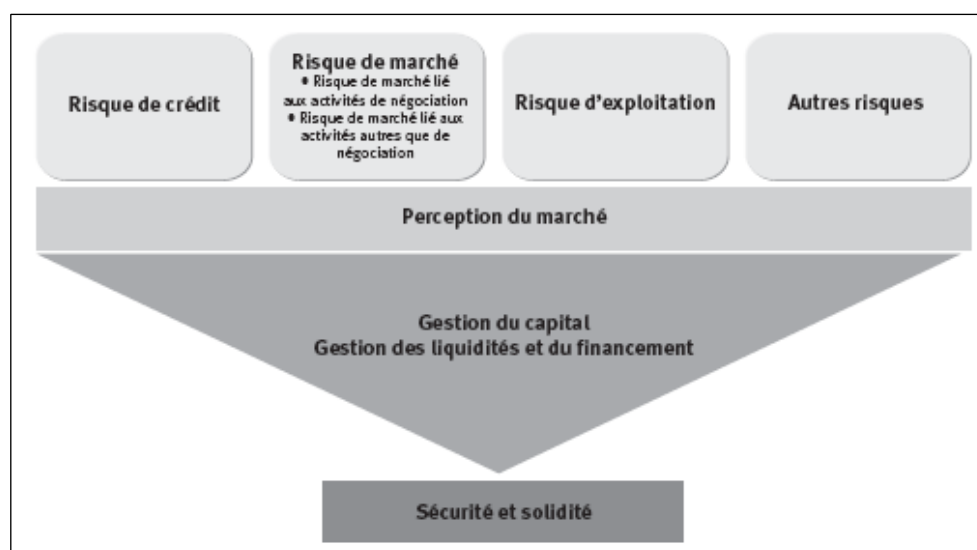 Risque de crédit
Risque de marché
• Risque de marché lié
aux activités de négociation
• Risque de marché lié aux
activités autres que de
négociation
Risque d’exploitation
Autres risques
Perception du marché
Gestion du capital
Gestion des liquidités et du financement
Sécurité et solidité